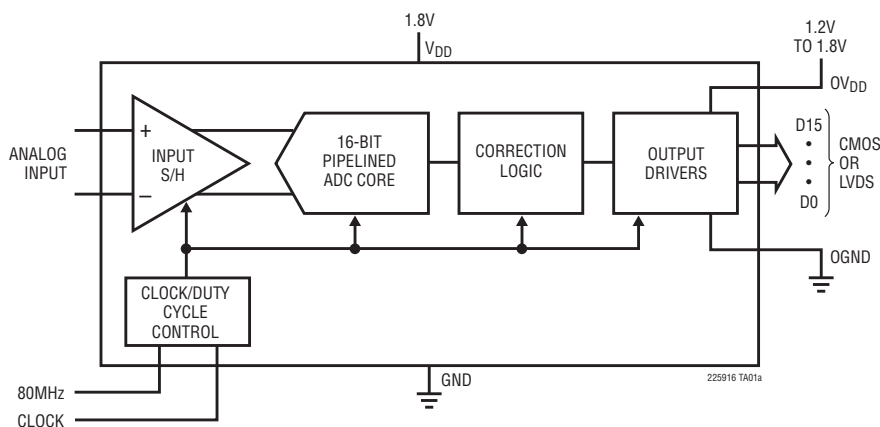 1.8V
VDD
1.2V
TO 1.8V
OVDD
ANALOG
INPUT
+
−
INPUT
S/H
16-BIT
PIPELINED
ADC CORE
CORRECTION
LOGIC
OUTPUT
DRIVERS
D15
•
•
•
D0
CMOS
OR
LVDS
OGND
CLOCK/DUTY
CYCLE
CONTROL
GND
225916 TA01a
80MHz
CLOCK